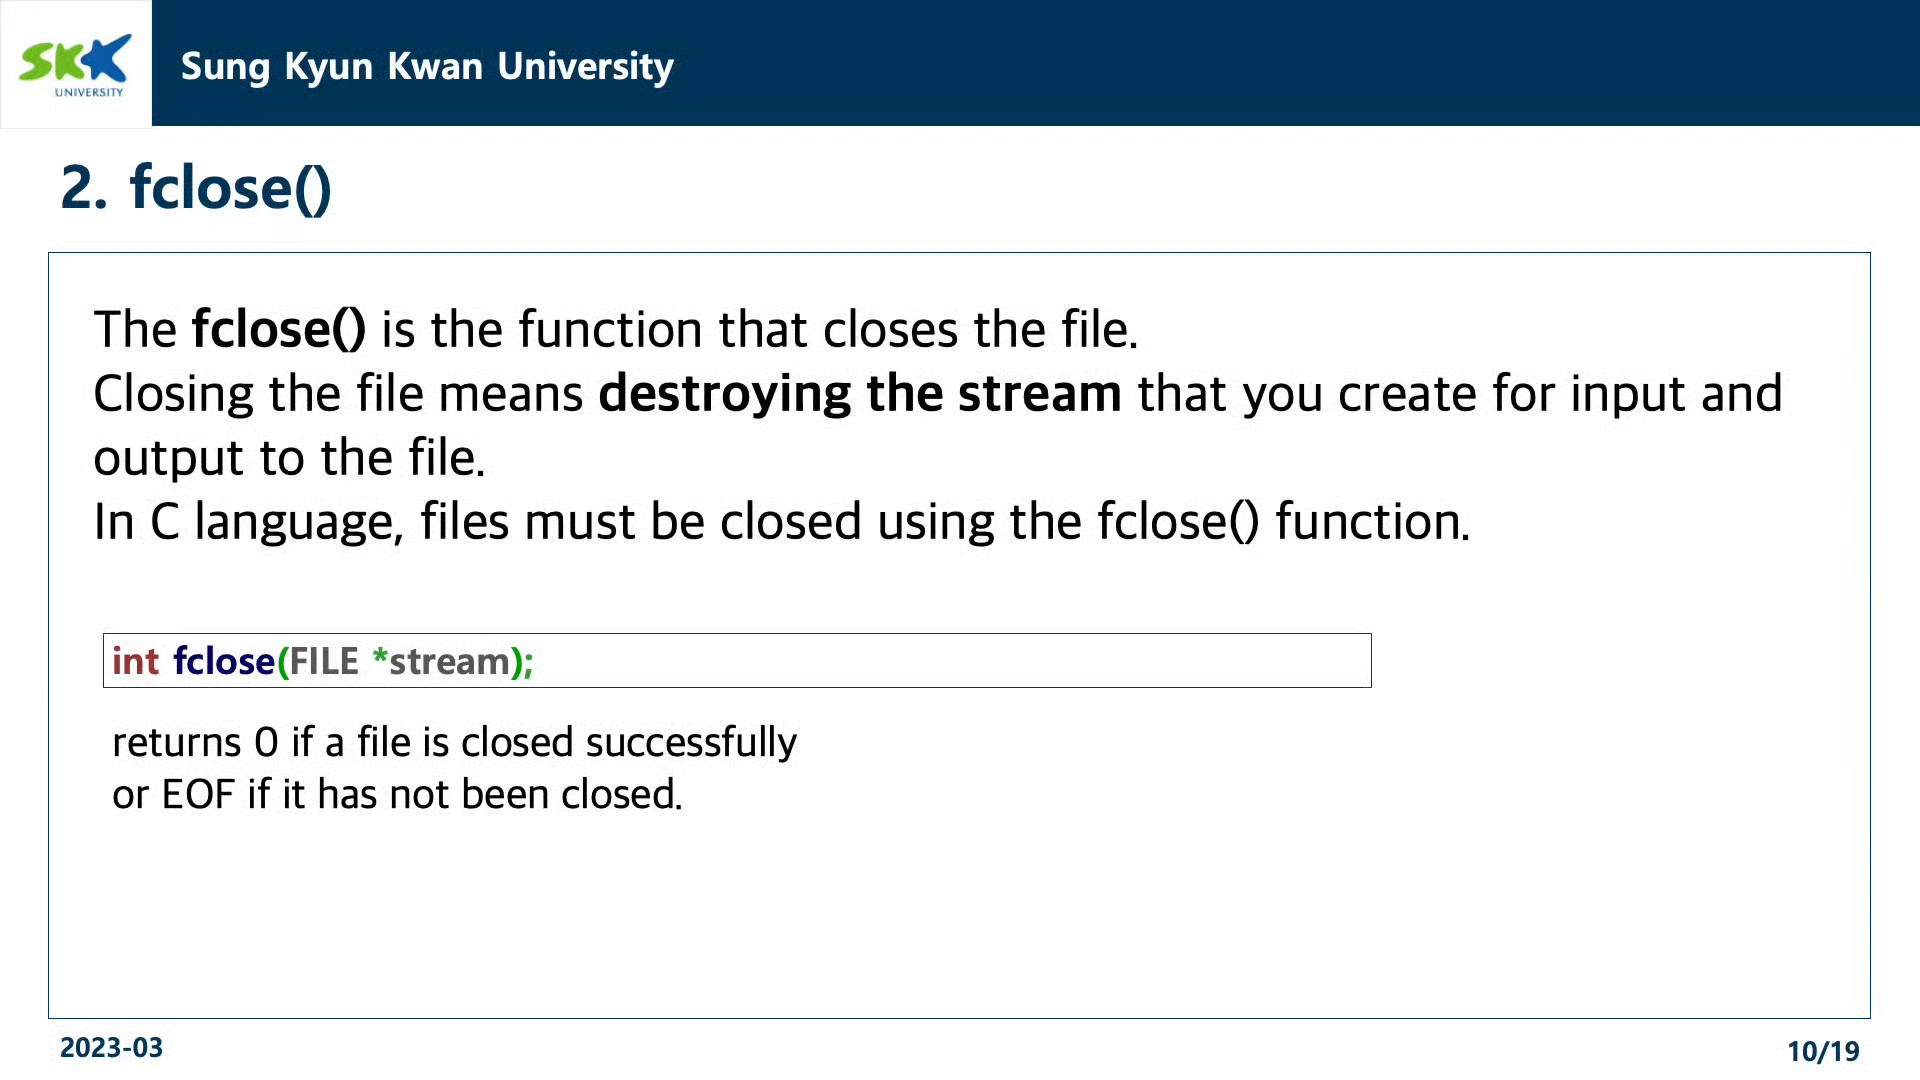 SKK
UNIVERSITY
Sung Kyun Kwan University
2. fclose()
The fclose() is the function that closes the file.
Closing the file means destroying the stream that you create for input and
output to the file.
In C language, files must be closed using the fclose() function.
int fclose(FILE *stream);
returns 0 if a file is closed successfully
or EOF if it has not been closed.
2023-03
10/19